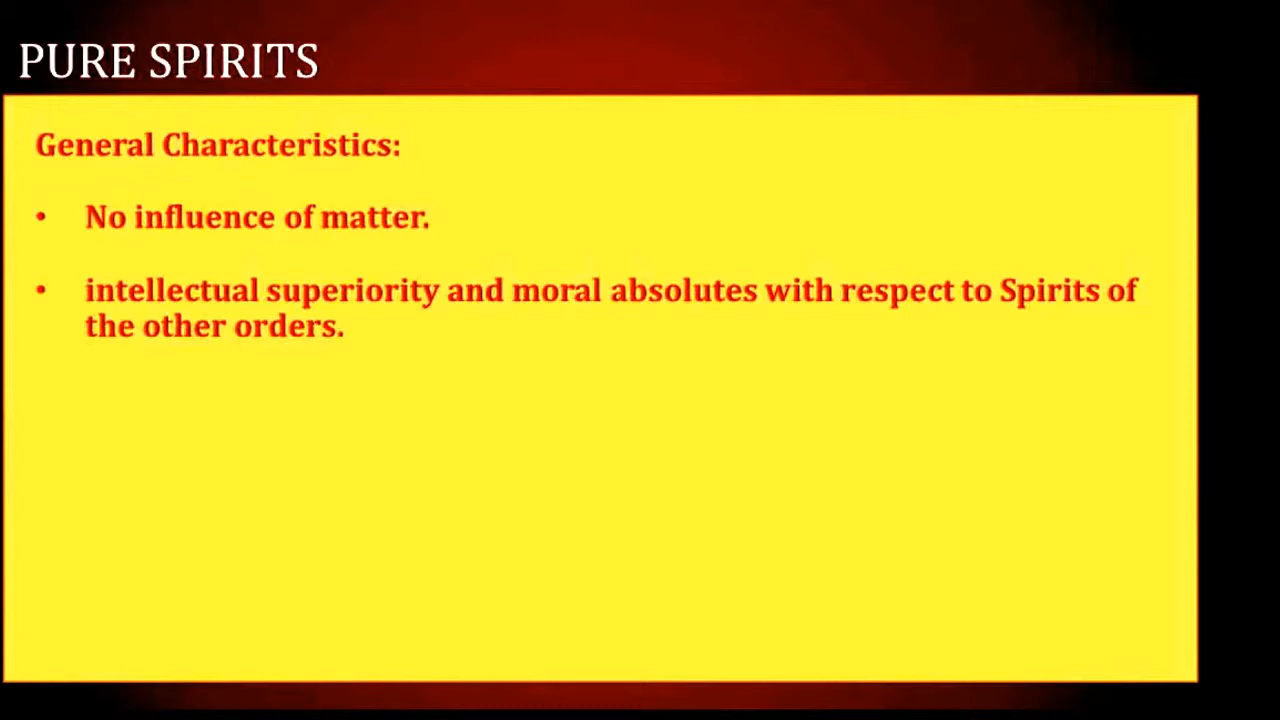 PURE SPIRITS
General Characteristics:
• No influence of matter.
• intellectual superiority and moral absolutes with respect to Spirits of
the other orders.